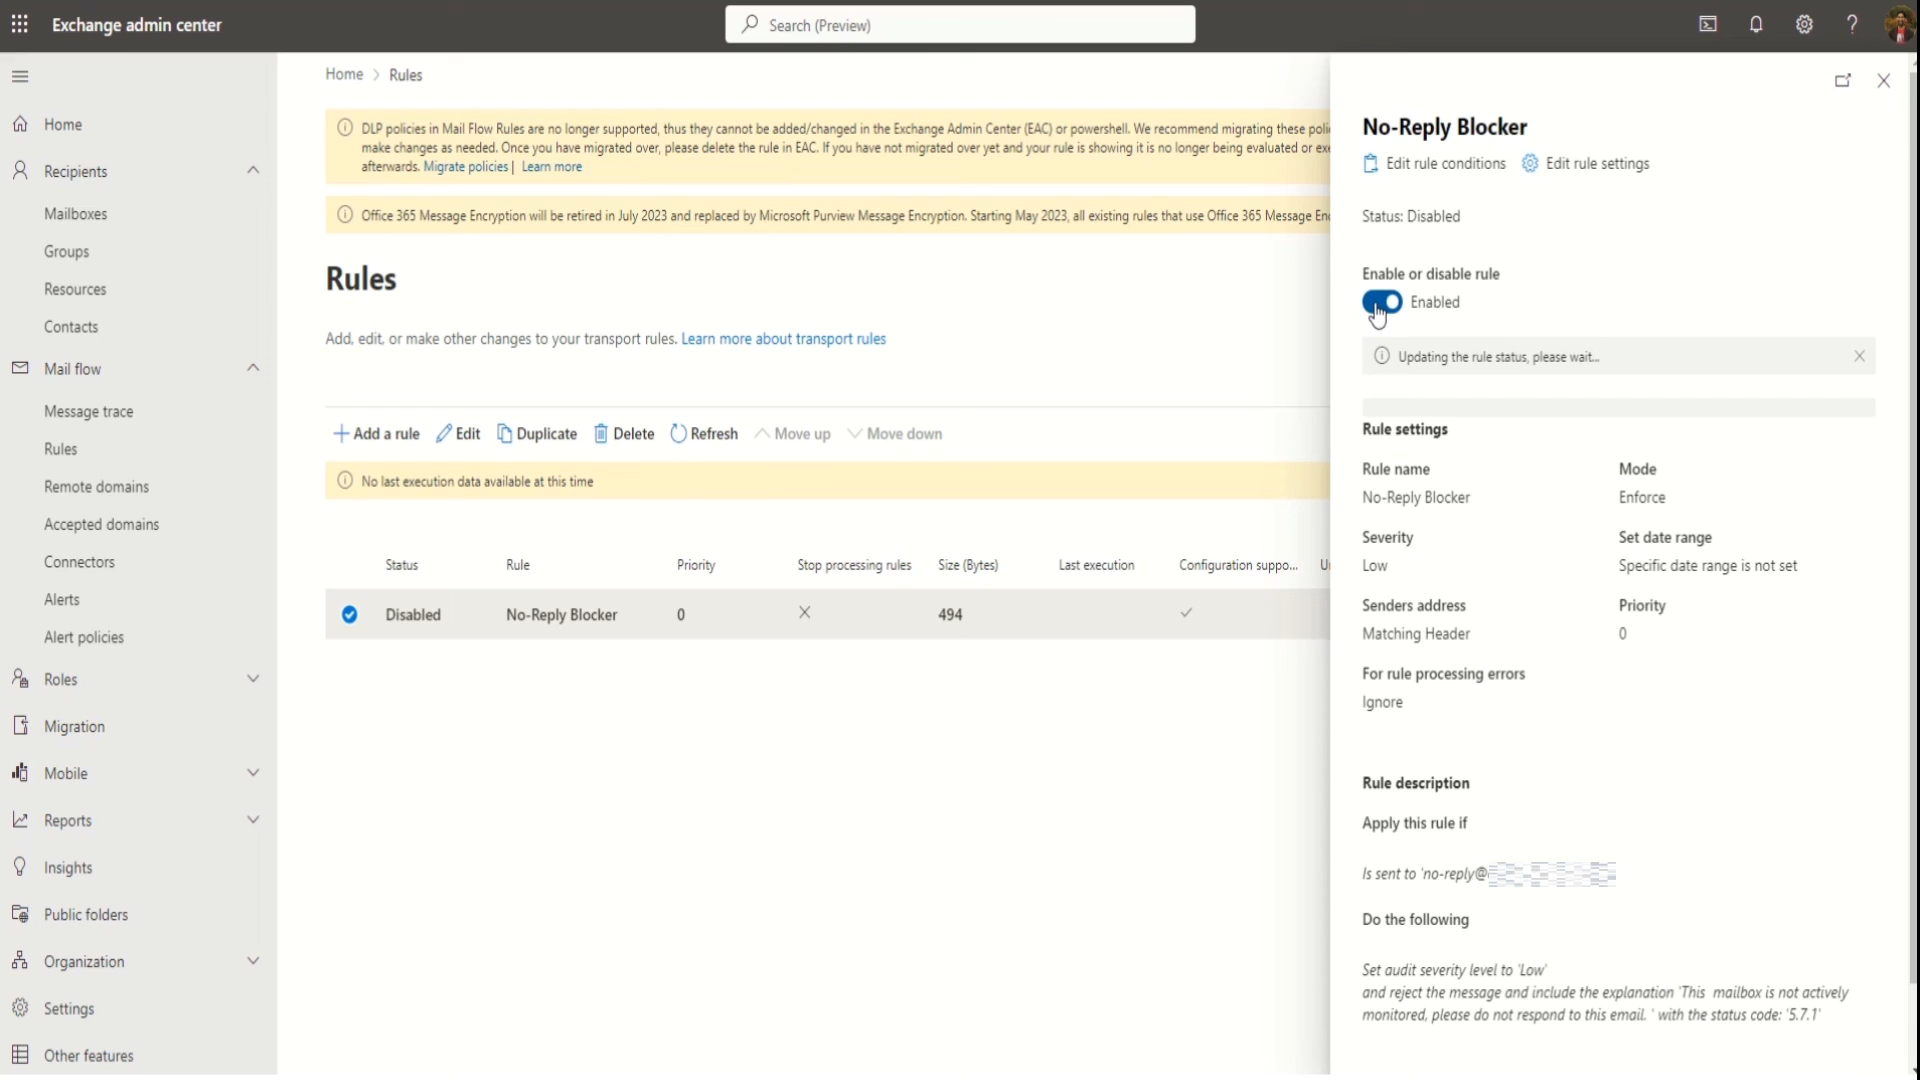 Exchange admin center
Search (Preview)
Home
Recipients
Mailboxes
Groups
Resources
Contacts
Mail flow
Message trace
Rules
Remote domains
Accepted domains
Connectors
Alerts
Alert policies
Roles
Migration
Mobile
Reports
Insights
Public folders
Organization
Settings
Other features
Home > Rules
DLP policies in Mail Flow Rules are no longer supported, thus they cannot be added/changed in the Exchange Admin Center (EAC) or powershell. We recommend migrating these
make changes as needed. Once you have migrated over, please delete the rule in EAC. If you have not migrated over yet and your rule is showing it is no longer being evaluated or
afterwards. Migrate policies | Learn more
Office 365 Message Encryption will be retired in July 2023 and replaced by Microsoft Purview Message Encryption. Starting May 2023, all existing rules that use Office 365 Message
Rules
Add, edit, or make other changes to your transport rules. Learn more about transport rules
Add a rule Edit Duplicate Delete Refresh Move up Move down
No last execution data available at this time
Status Rule Priority Stop processing rules Size (Bytes) Last execution Configuration suppo...
Disabled No-Reply Blocker 0 494
No-Reply Blocker
Edit rule conditions Edit rule settings
Status: Disabled
Enable or disable rule
Enabled
Updating the rule status, please wait...
Rule settings
Rule name Mode
No-Reply Blocker Enforce
Severity Set date range
Low Specific date range is not set
Senders address Priority
Matching Header 0
For rule processing errors
Ignore
Rule description
Apply this rule if
Is sent to 'no-reply@
Do the following
Set audit severity level to 'Low'
and reject the message and include the explanation 'This mailbox is not actively
monitored, please do not respond to this email. ' with the status code: '5.7.1'